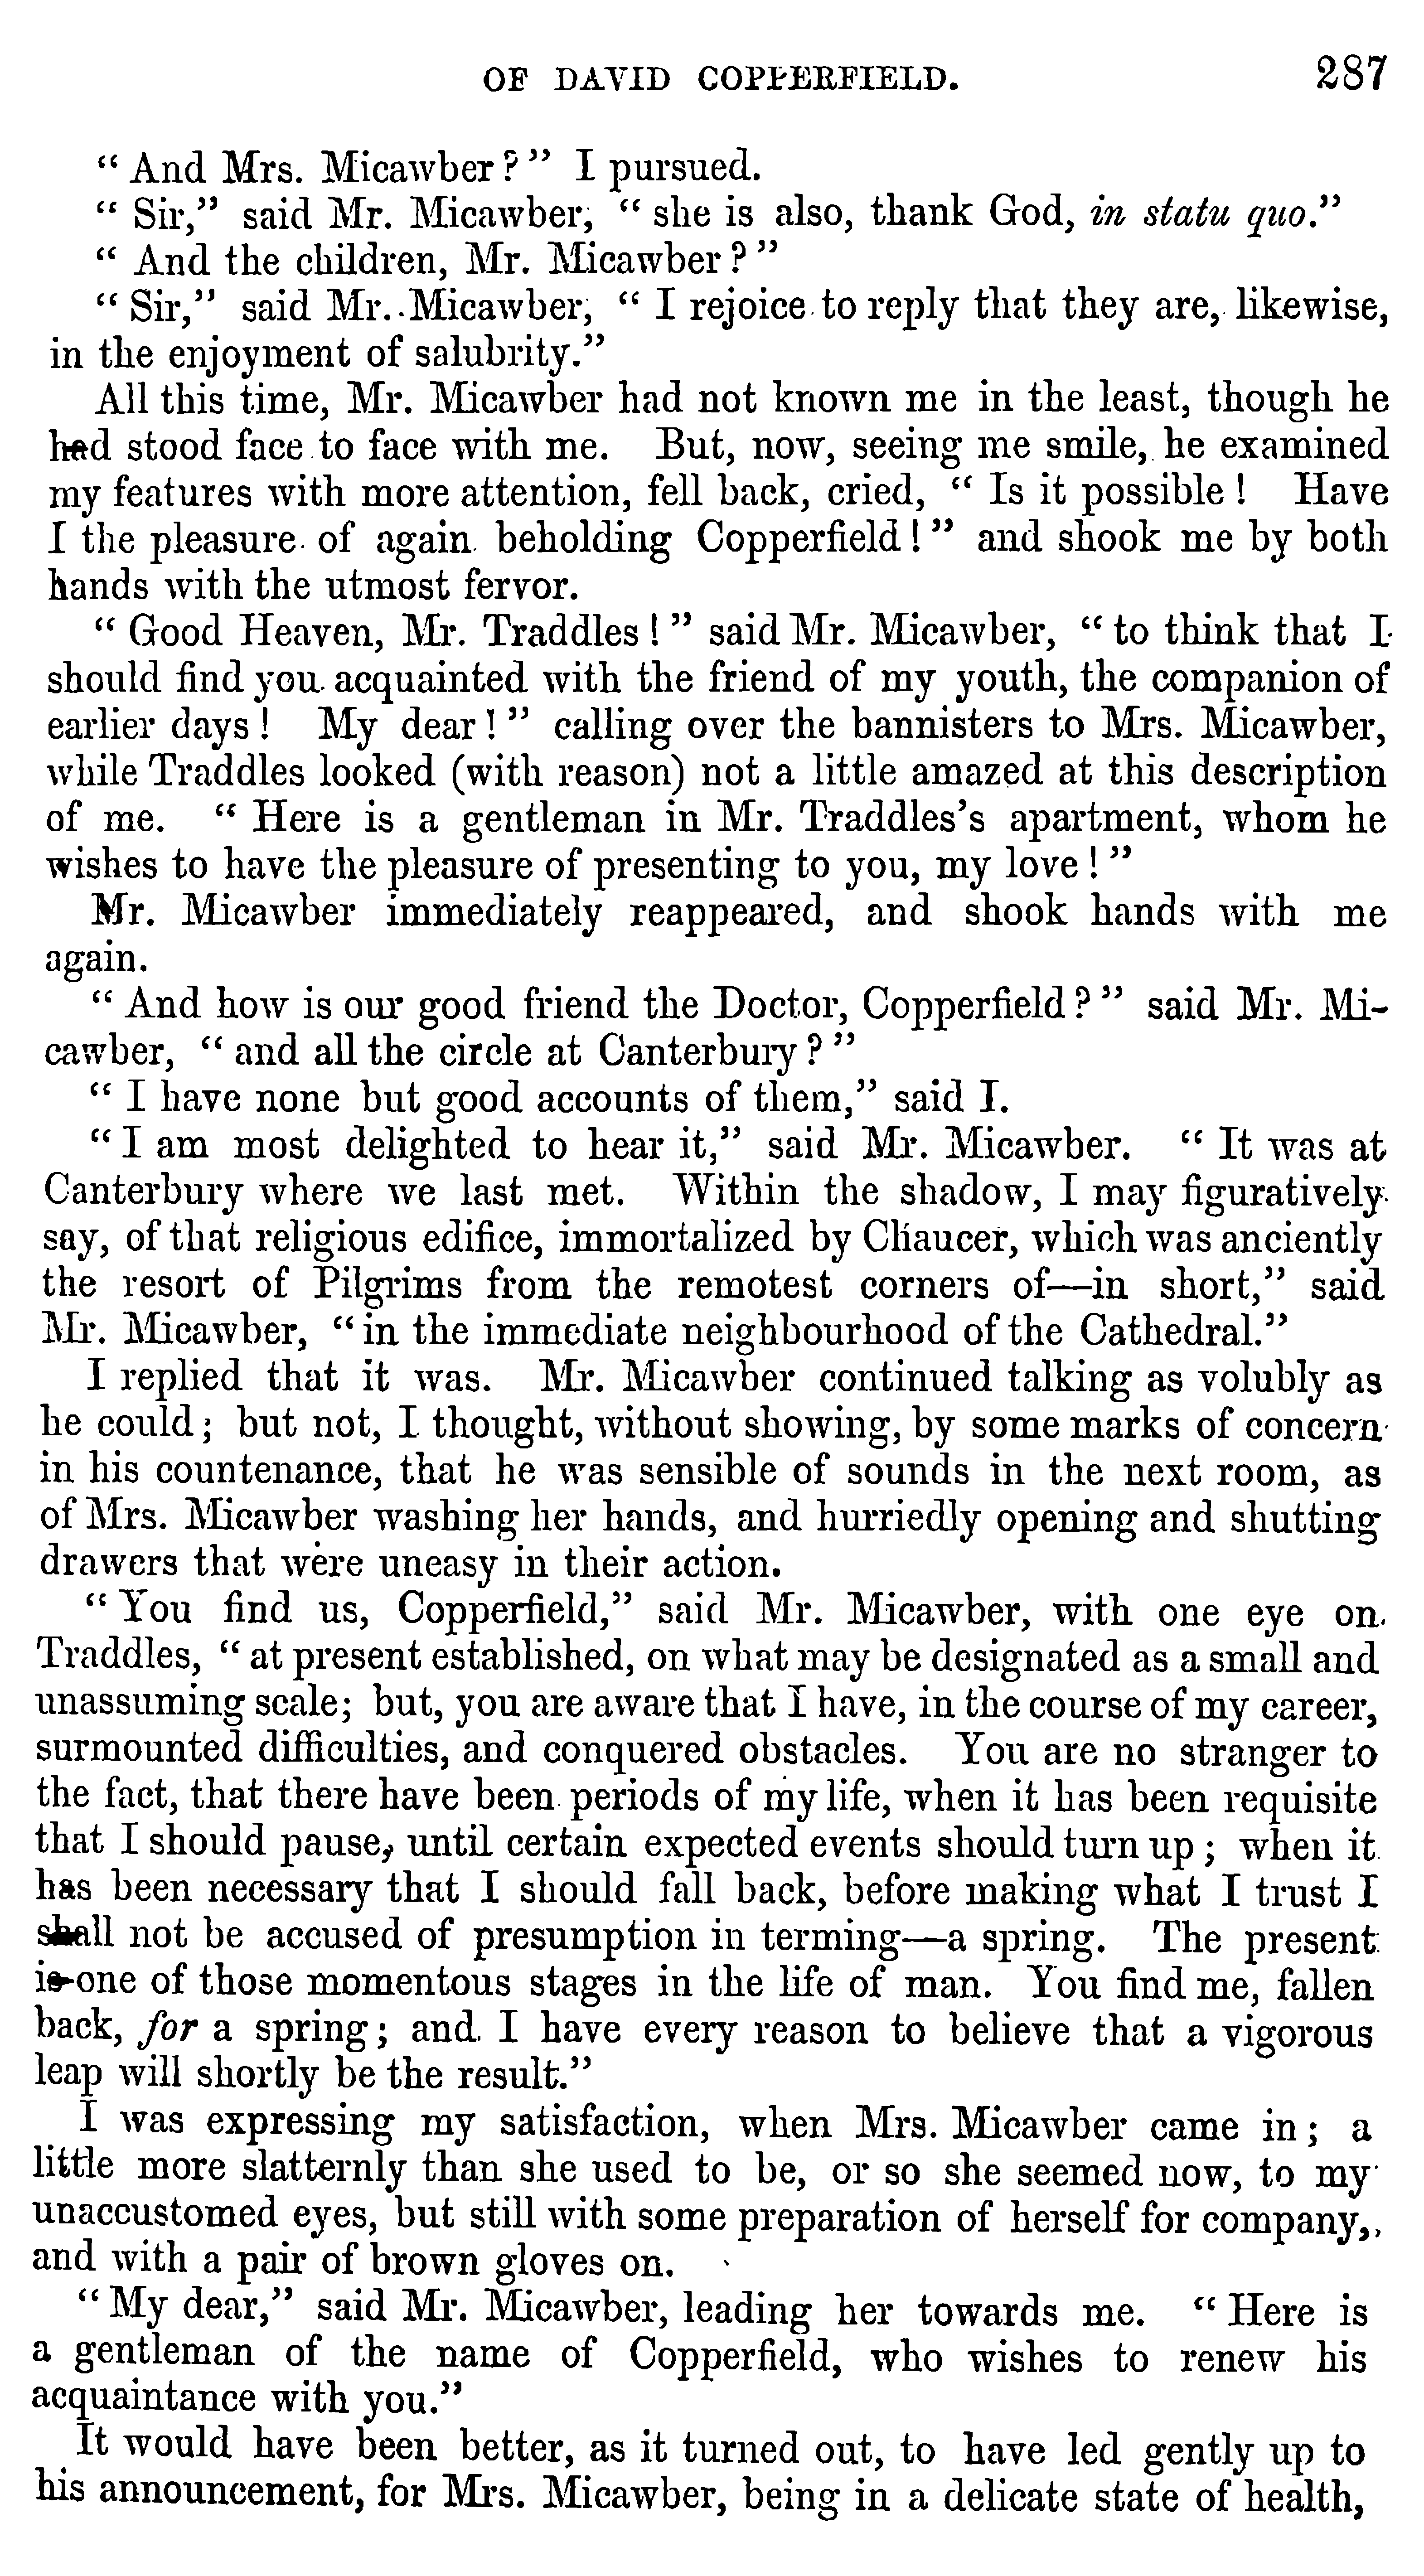 OF DAVID COPPERFIELD. 287
"And Mrs. Micawber?" I pursued.
"Sir," said Mr. Micawber, "she is also, thank God, in statu quo."
"And the children, Mr. Micawber?"
"Sir," said Mr. Micawber, "I rejoice to reply that they are, likewise,
in the enjoyment of salubrity."
All this time, Mr. Micawber had not known me in the least, though he
had stood face to face with me. But, now, seeing me smile, he examined
my features with more attention, fell back, cried, "Is it possible! Have
I the pleasure of again beholding Copperfield!" and shook me by both
hands with the utmost fervor.
"Good Heaven, Mr. Traddles!" said Mr. Micawber, "to think that I
should find you acquainted with the friend of my youth, the companion of
earlier days! My dear!" calling over the bannisters to Mrs. Micawber,
while Traddles looked (with reason) not a little amazed at this description
of me. "Here is a gentleman in Mr. Traddles's apartment, whom he
wishes to have the pleasure of presenting to you, my love!"
Mr. Micawber immediately reappeared, and shook hands with me
again.
"And how is our good friend the Doctor, Copperfield?" said Mr. Mi-
cawber, "and all the circle at Canterbury?"
"I have none but good accounts of them," said I.
"I am most delighted to hear it," said Mr. Micawber. "It was at
Canterbury where we last met. Within the shadow, I may figuratively
say, of that religious edifice, immortalized by Chaucer, which was anciently
the resort of Pilgrims from the remotest corners of—in short," said
Mr. Micawber, "in the immediate neighbourhood of the Cathedral."
I replied that it was. Mr. Micawber continued talking as volubly as
he could; but not, I thought, without showing, by some marks of concern
in his countenance, that he was sensible of sounds in the next room, as
of Mrs. Micawber washing her hands, and hurriedly opening and shutting
drawers that were uneasy in their action.
"You find us, Copperfield," said Mr. Micawber, with one eye on
Traddles, "at present established, on what may be designated as a small and
unassuming scale; but, you are aware that I have, in the course of my career,
surmounted difficulties, and conquered obstacles. You are no stranger to
the fact, that there have been periods of my life, when it has been requisite
that I should pause, until certain expected events should turn up; when it
has been necessary that I should fall back, before making what I trust I
shall not be accused of presumption in terming—a spring. The present
is one of those momentous stages in the life of man. You find me, fallen
back, for a spring; and I have every reason to believe that a vigorous
leap will shortly be the result."
I was expressing my satisfaction, when Mrs. Micawber came in; a
little more slatternly than she used to be, or so she seemed now, to my
unaccustomed eyes, but still with some preparation of herself for company,
and with a pair of brown gloves on.
"My dear," said Mr. Micawber, leading her towards me. "Here is
a gentleman of the name of Copperfield, who wishes to renew his
acquaintance with you."
It would have been better, as it turned out, to have led gently up to
his announcement, for Mrs. Micawber, being in a delicate state of health,